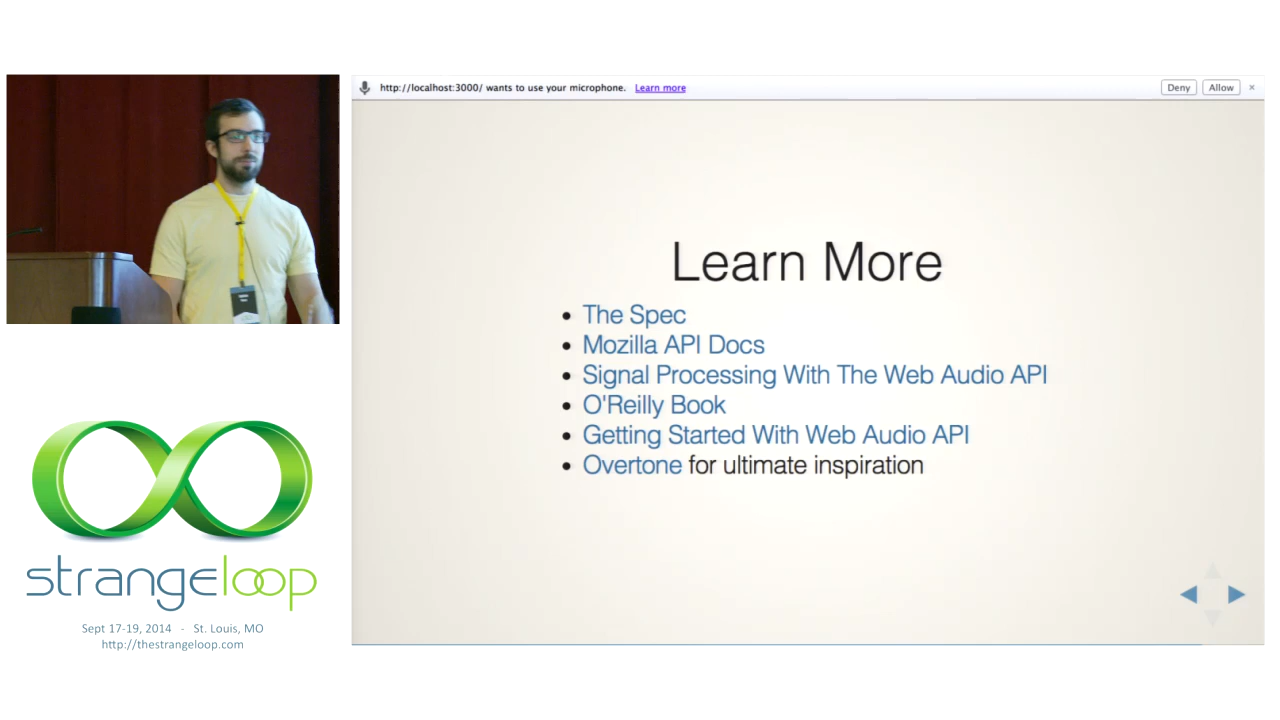 http://localhost:3000/ wants to use your microphone. Learn more
Deny
Allow
×
Learn More
• The Spec
• Mozilla API Docs
• Signal Processing With The Web Audio API
• O'Reilly Book
• Getting Started With Web Audio API
• Overtone for ultimate inspiration
strangeloop
Sept 17-19, 2014 - St. Louis, MO
http://thestrangeloop.com